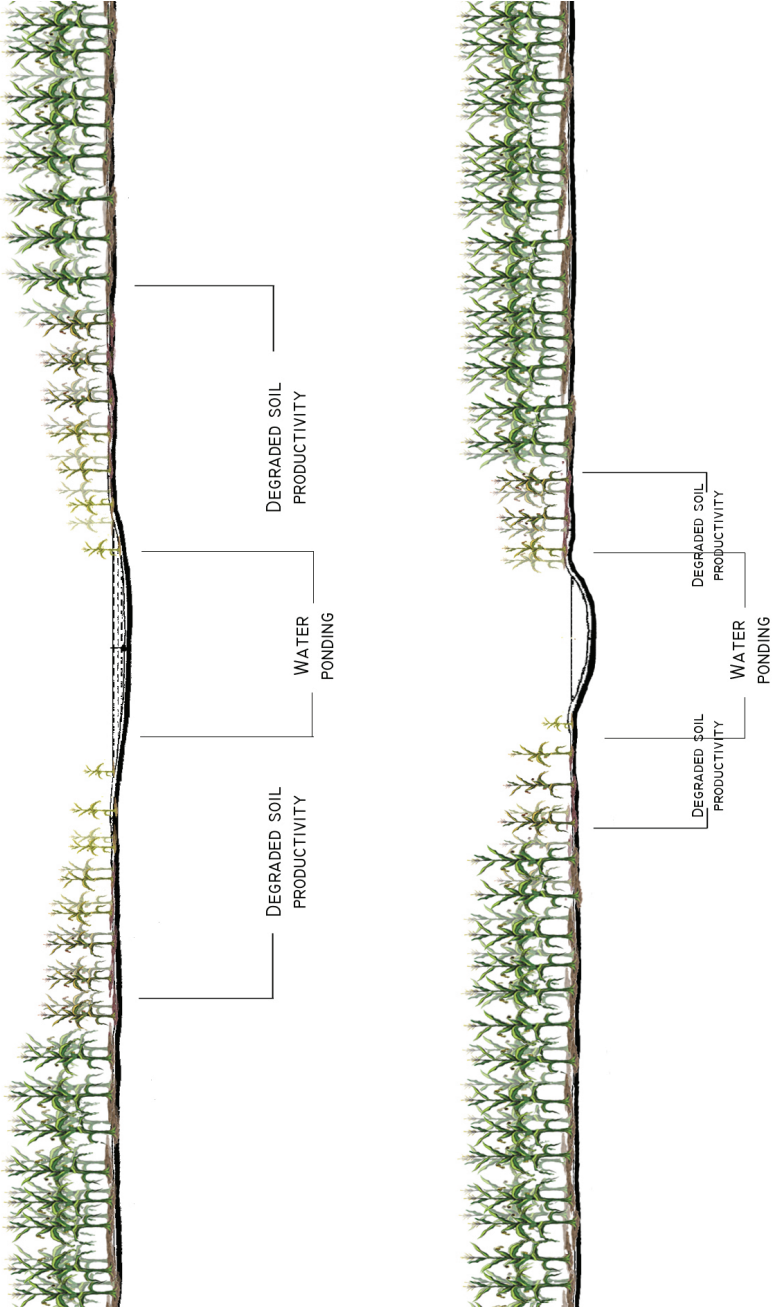 Degraded soil
productivity
Water
ponding
Degraded soil
productivity
Degraded soil
productivity
Water
ponding
Degraded soil
productivity